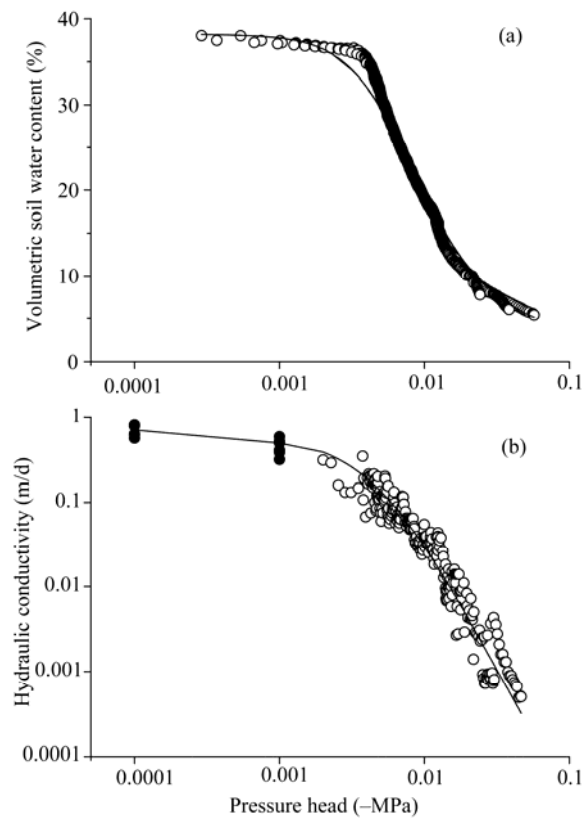 (a)
Volumetric soil water content (%)
40
30
20
10
0
0.0001 0.001 0.01 0.1
(b)
Hydraulic conductivity (m/d)
1
0.1
0.01
0.001
0.0001
0.0001 0.001 0.01 0.1
Pressure head (–MPa)